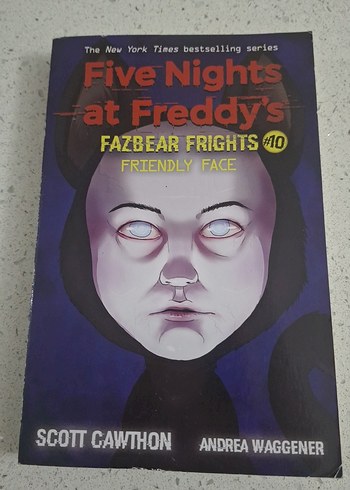 The New York Times bestselling series
Five Nights
at Freddy's
FAZBEAR FRIGHTS #10
FRIENDLY FACE
SCOTT CAWTHON
ANDREA WAGGENER